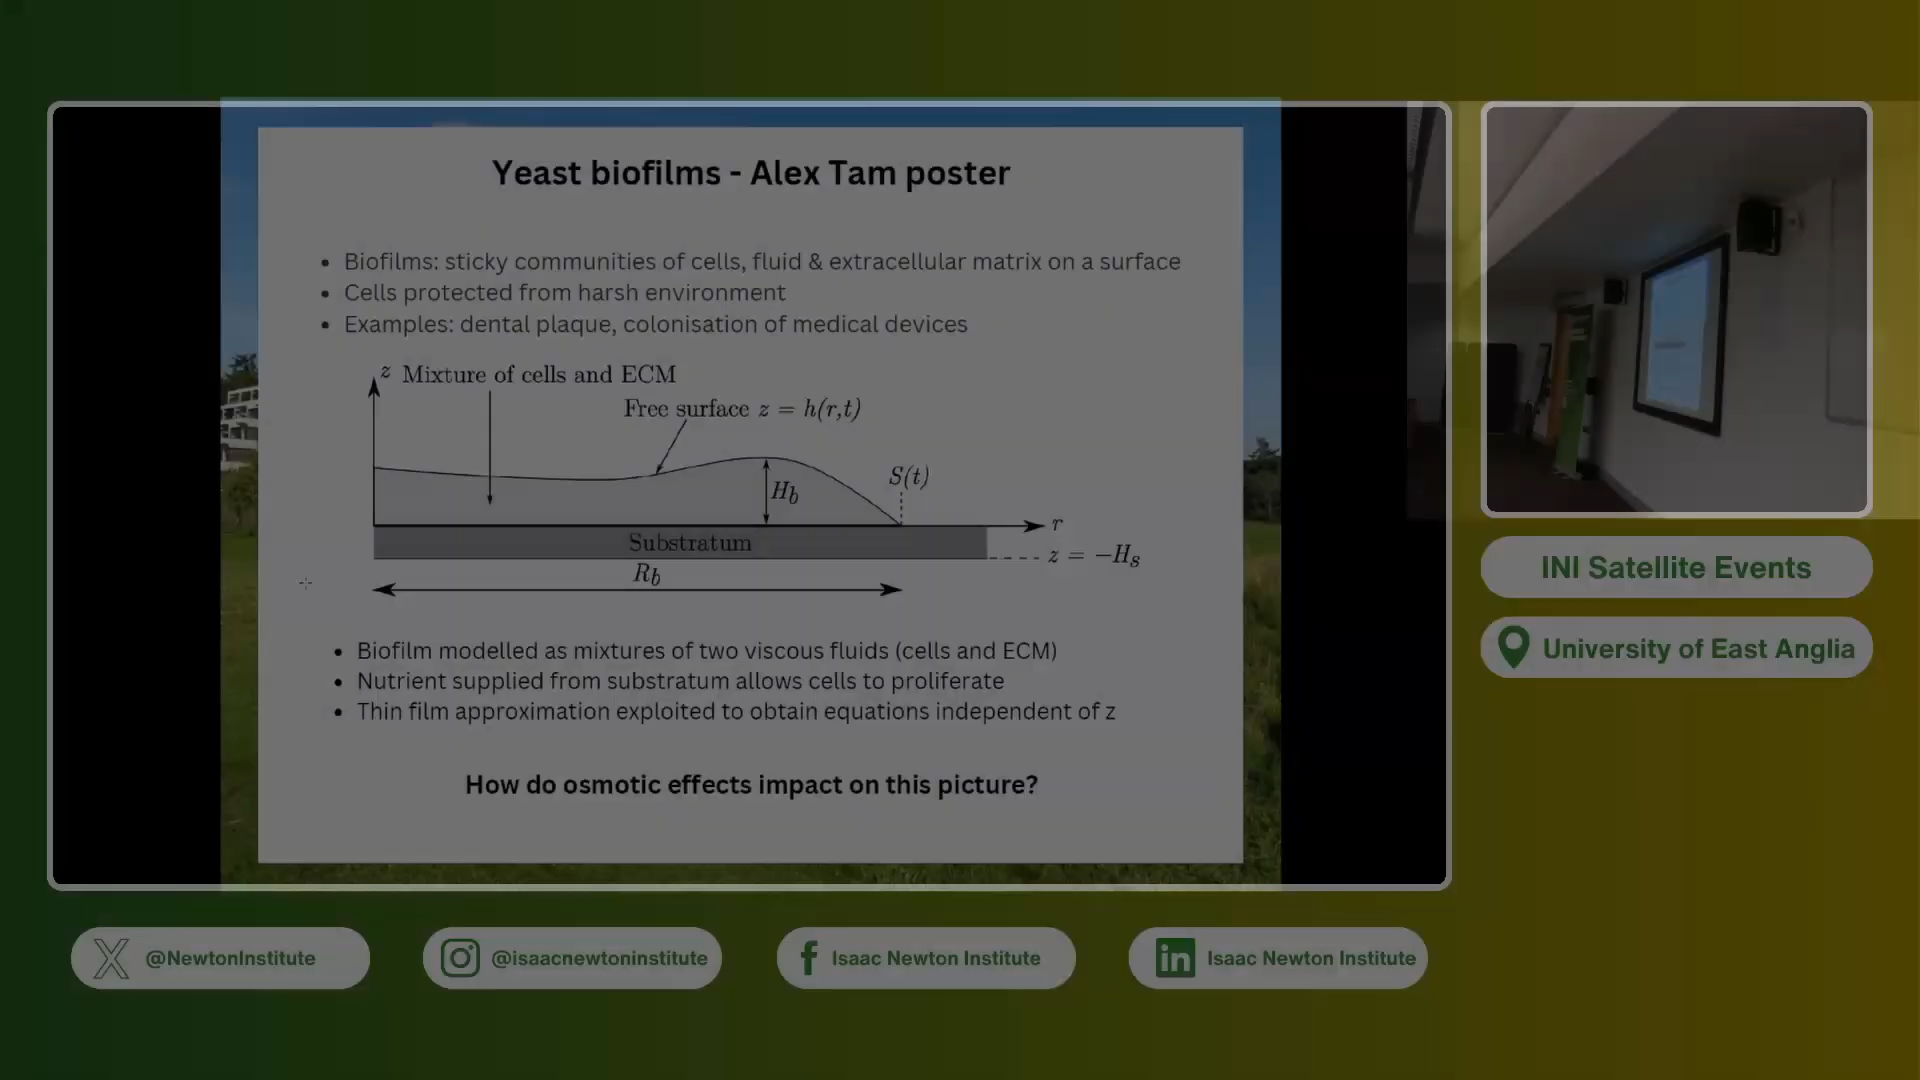 Yeast biofilms - Alex Tam poster
• Biofilms: sticky communities of cells, fluid & extracellular matrix on a surface
• Cells protected from harsh environment
• Examples: dental plaque, colonisation of medical devices
z Mixture of cells and ECM
Free surface z = h(r,t)
S(t)
H_b
r
Substratum
z = −H_s
R_b
• Biofilm modelled as mixtures of two viscous fluids (cells and ECM)
• Nutrient supplied from substratum allows cells to proliferate
• Thin film approximation exploited to obtain equations independent of z
How do osmotic effects impact on this picture?
INI Satellite Events
University of East Anglia
@NewtonInstitute
@isaacnewtoninstitute
Isaac Newton Institute
Isaac Newton Institute